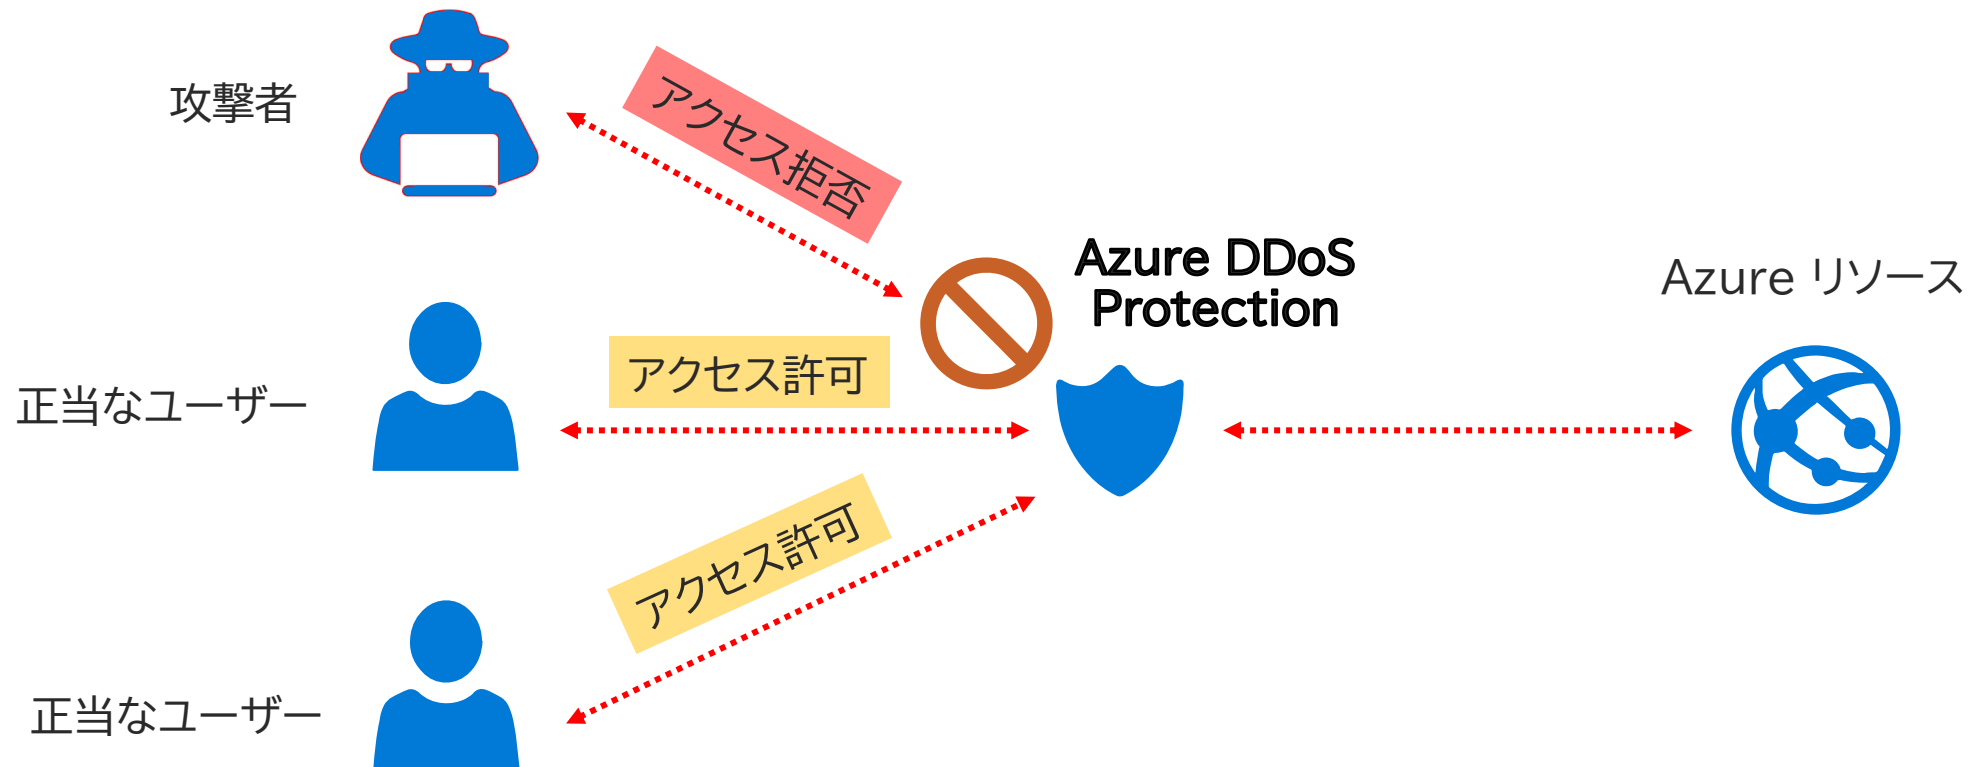 攻撃者
アクセス拒否
Azure DDoS
Protection
Azure リソース
アクセス許可
正当なユーザー
アクセス許可
正当なユーザー